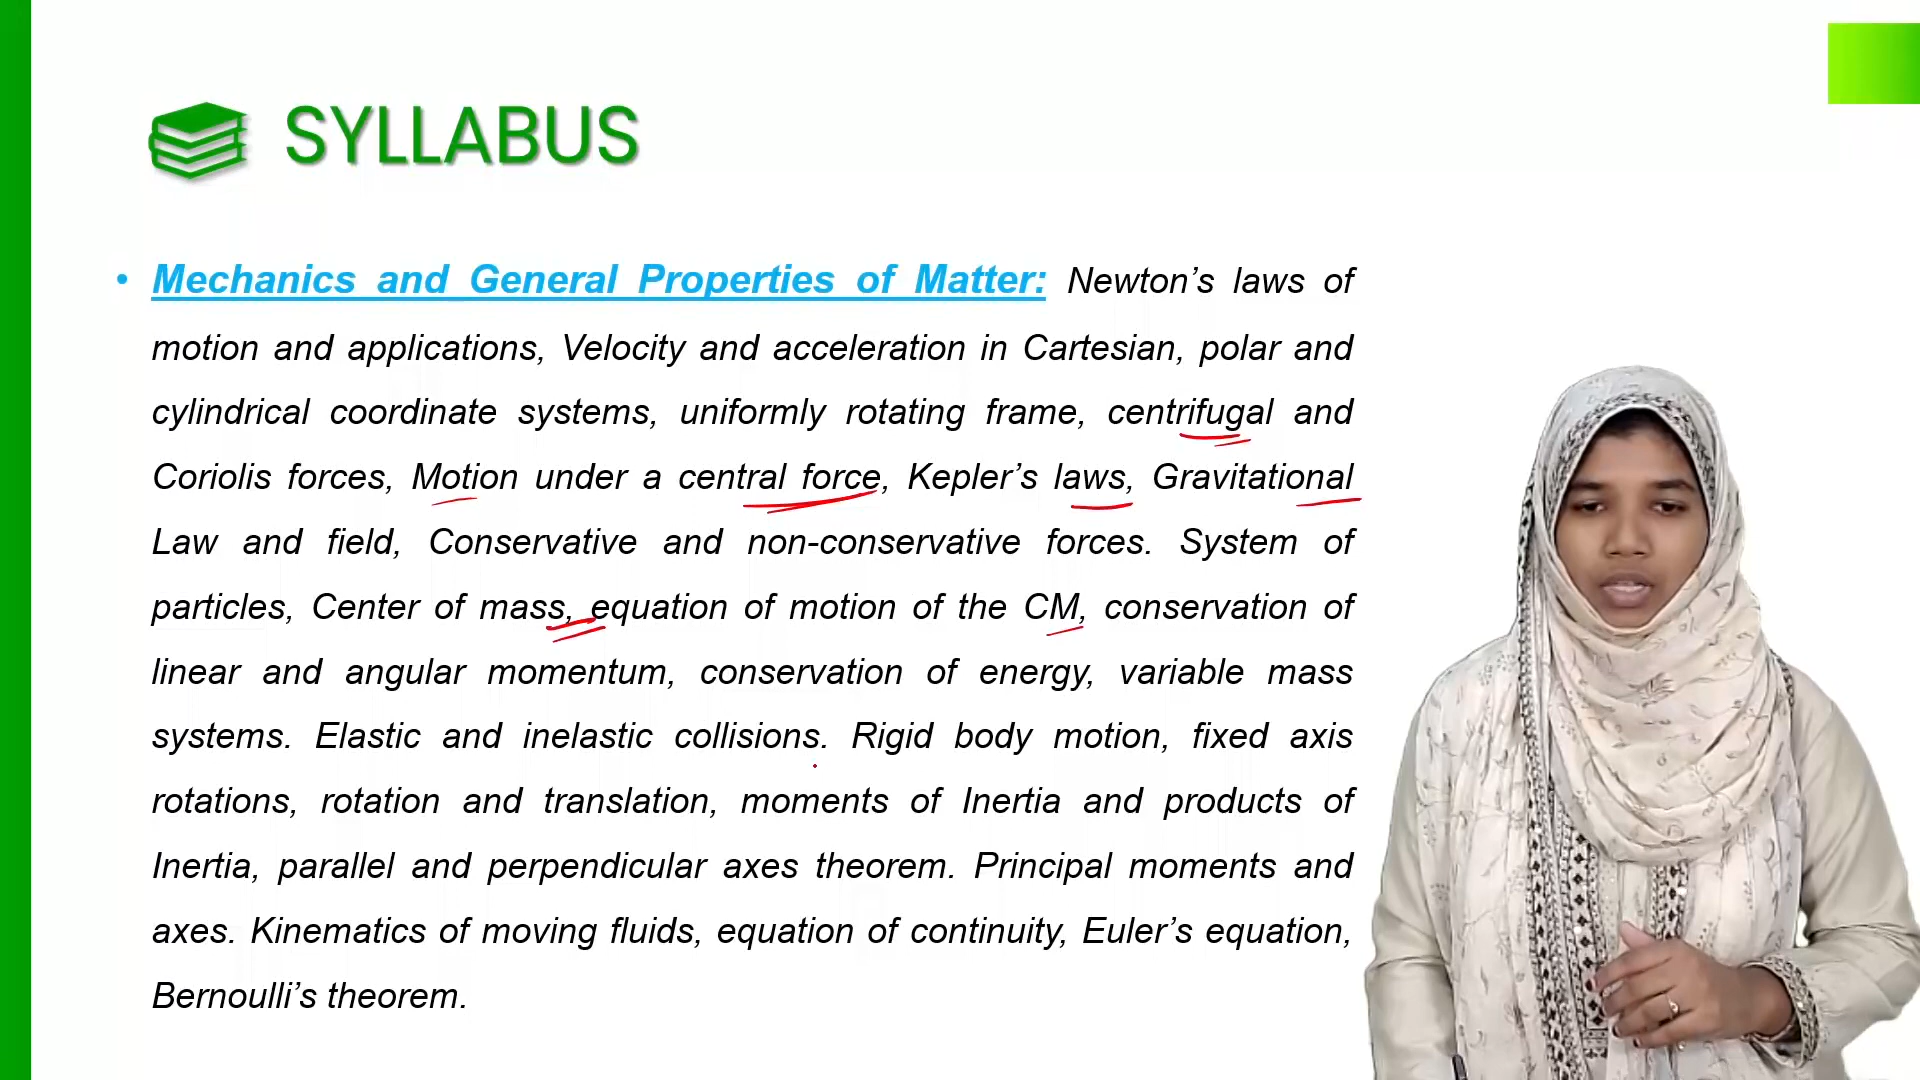 SYLLABUS
• Mechanics and General Properties of Matter: Newton’s laws of
motion and applications, Velocity and acceleration in Cartesian, polar and
cylindrical coordinate systems, uniformly rotating frame, centrifugal and
Coriolis forces, Motion under a central force, Kepler’s laws, Gravitational
Law and field, Conservative and non-conservative forces. System of
particles, Center of mass, equation of motion of the CM, conservation of
linear and angular momentum, conservation of energy, variable mass
systems. Elastic and inelastic collisions. Rigid body motion, fixed axis
rotations, rotation and translation, moments of Inertia and products of
Inertia, parallel and perpendicular axes theorem. Principal moments and
axes. Kinematics of moving fluids, equation of continuity, Euler’s equation,
Bernoulli’s theorem.